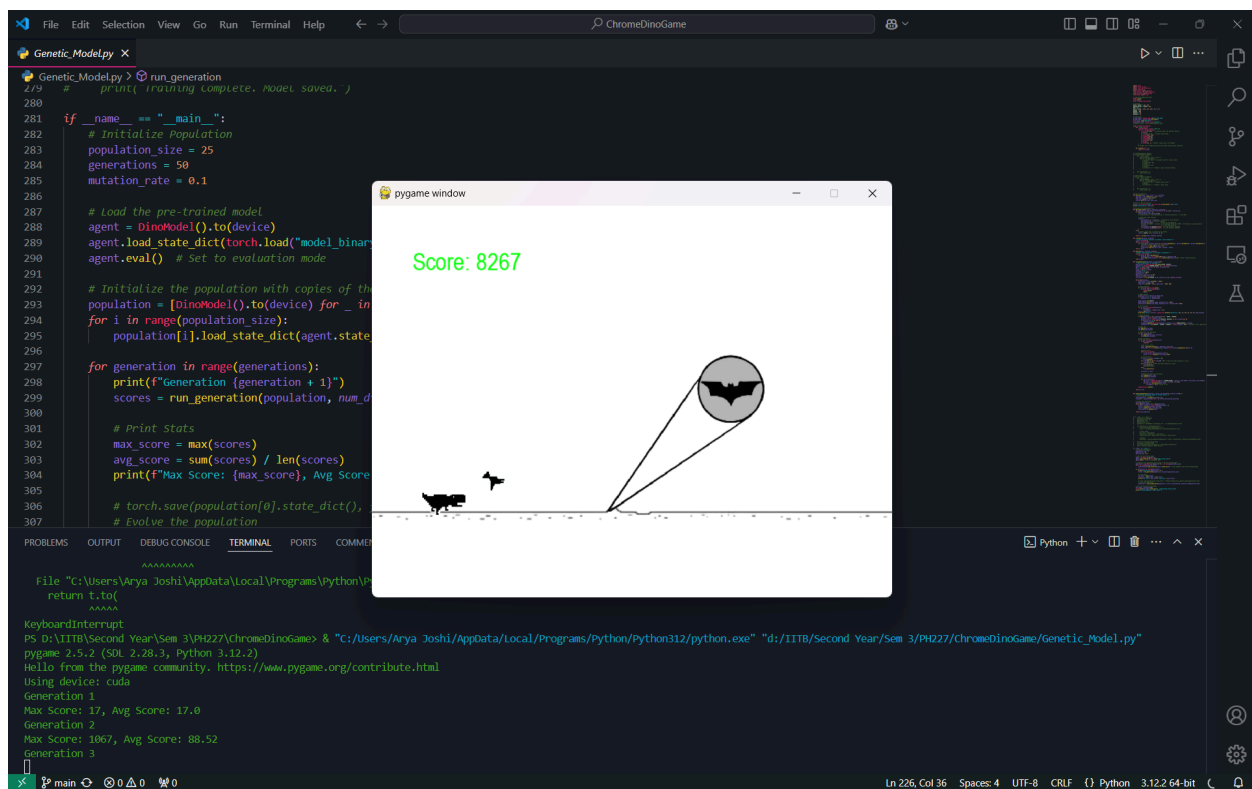 File Edit Selection View Go Run Terminal Help ChromeDinoGame
Genetic_Model.py
Genetic_Model.py > run_generation
279 # print("Training Complete. Model saved.")
280
281 if __name__ == "__main__":
282 # Initialize Population
283 population_size = 25
284 generations = 50
285 mutation_rate = 0.1
286
287 # Load the pre-trained model
288 agent = DinoModel().to(device)
289 agent.load_state_dict(torch.load("model_binary
290 agent.eval() # Set to evaluation mode
291
292 # Initialize the population with copies of the
293 population = [DinoModel().to(device) for _ in
294 for i in range(population_size):
295 population[i].load_state_dict(agent.state_
296
297 for generation in range(generations):
298 print(f"Generation {generation + 1}")
299 scores = run_generation(population, num_d
300
301 # Print Stats
302 max_score = max(scores)
303 avg_score = sum(scores) / len(scores)
304 print(f"Max Score: {max_score}, Avg Score
305
306 # torch.save(population[0].state_dict(),
307 # Evolve the population
pygame window
Score: 8267
PROBLEMS OUTPUT DEBUG CONSOLE TERMINAL PORTS COMME
Python
^^^^^^^^^
File "C:\Users\Arya Joshi\AppData\Local\Programs\Python\P
return t.to(
^^^^^
KeyboardInterrupt
PS D:\IITB\Second Year\Sem 3\PH227\ChromeDinoGame> & "C:/Users/Arya Joshi/AppData/Local/Programs/Python/Python312/python.exe" "d:/IITB/Second Year/Sem 3/PH227/ChromeDinoGame/Genetic_Model.py"
pygame 2.5.2 (SDL 2.28.3, Python 3.12.2)
Hello from the pygame community. https://www.pygame.org/contribute.html
Using device: cuda
Generation 1
Max Score: 17, Avg Score: 17.0
Generation 2
Max Score: 1067, Avg Score: 88.52
Generation 3
main 0 0 0 Ln 226, Col 36 Spaces: 4 UTF-8 CRLF {} Python 3.12.2 64-bit